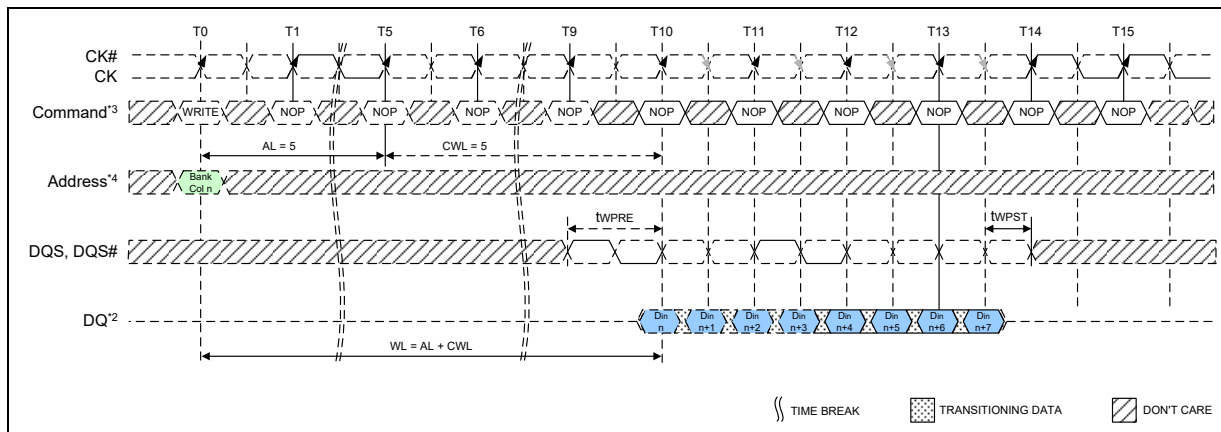 T0 T1 T5 T6 T9 T10 T11 T12 T13 T14 T15
CK#
CK
Command*3 WRITE NOP NOP NOP NOP NOP NOP NOP NOP NOP NOP
AL = 5 CWL = 5
Address*4 Bank
Col n
tWPRE tWPST
DQS, DQS#
DQ*2 Din Din Din Din Din Din Din Din
n n+1 n+2 n+3 n+4 n+5 n+6 n+7
WL = AL + CWL
TIME BREAK TRANSITIONING DATA DON'T CARE